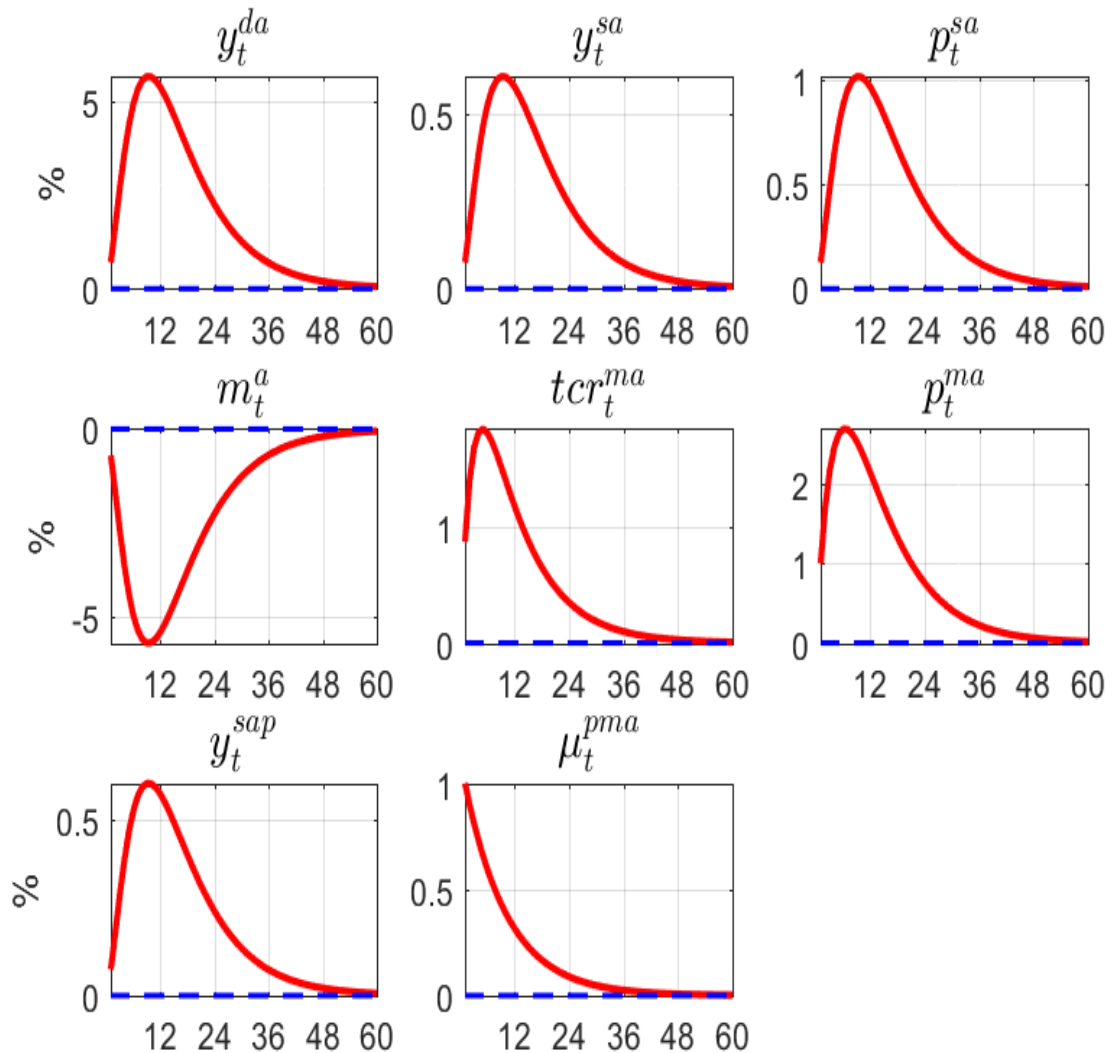 y_t^{da} y_t^{sa} p_t^{sa}
5 0.5 1
% 0.5
0 0 0
12 24 36 48 60 12 24 36 48 60 12 24 36 48 60
m_t^a tcr_t^{ma} p_t^{ma}
0
2
% 1 1
-5 0 0
12 24 36 48 60 12 24 36 48 60 12 24 36 48 60
y_t^{sap} μ_t^{pma}
1
0.5 0.5
%
0 0
12 24 36 48 60 12 24 36 48 60